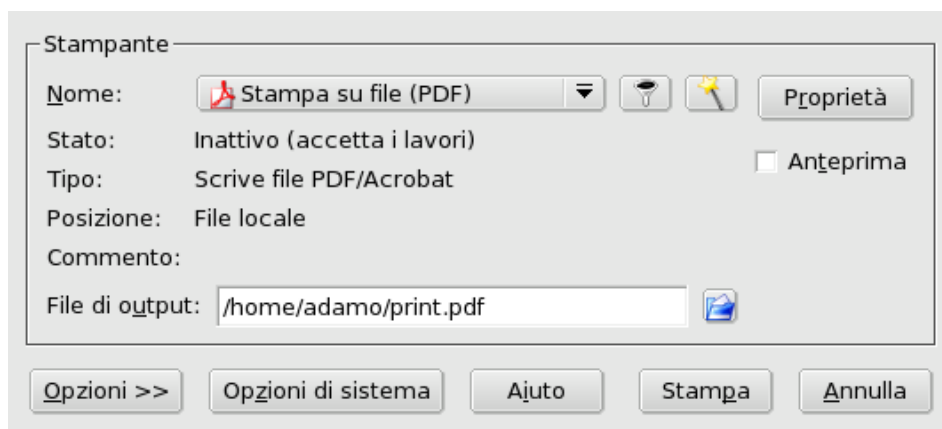 Stampante
Nome: Stampa su file (PDF) Proprietà
Stato: Inattivo (accetta i lavori)
Anteprima
Tipo: Scrive file PDF/Acrobat
Posizione: File locale
Commento:
File di output: /home/adamo/print.pdf
Opzioni >> Opzioni di sistema Aiuto Stampa Annulla